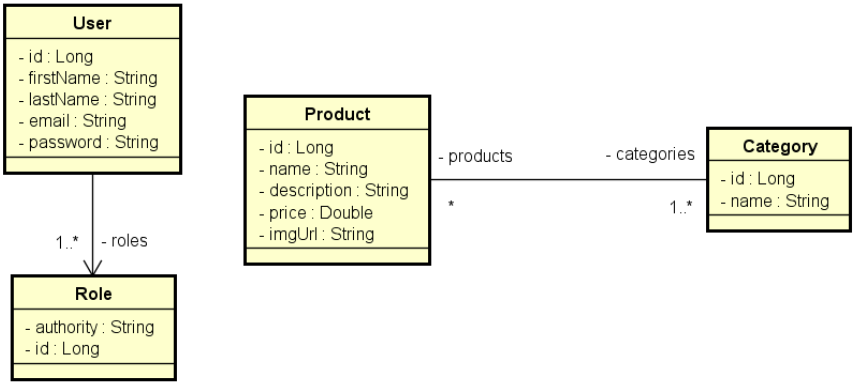 User
- id : Long
- firstName : String
- lastName : String
- email : String
- password : String
1..*
- roles
Role
- authority : String
- id : Long
Product
- id : Long
- name : String
- description : String
- price : Double
- imgUrl : String
- products
*
- categories
1..*
Category
- id : Long
- name : String